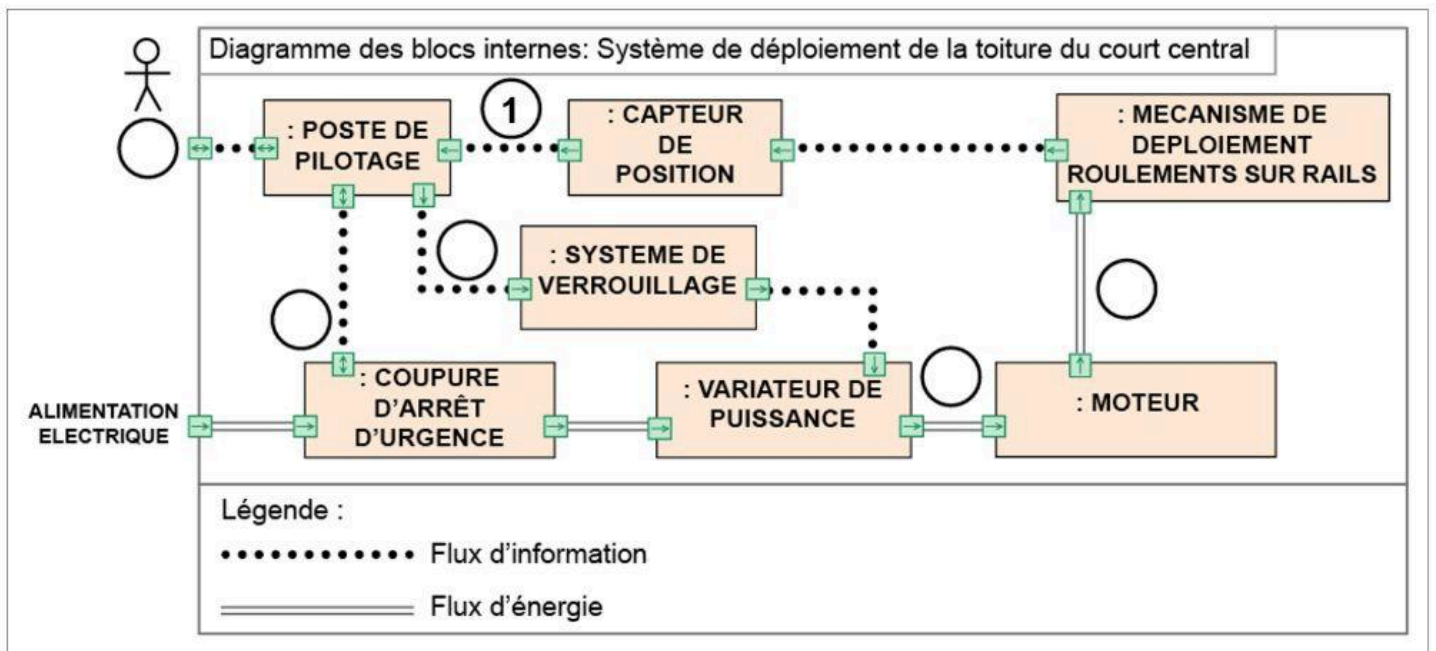 Diagramme des blocs internes: Système de déploiement de la toiture du court central
1
: POSTE DE
PILOTAGE
: CAPTEUR
DE
POSITION
: MECANISME DE
DEPLOIEMENT
ROULEMENTS SUR RAILS
: SYSTEME DE
VERROUILLAGE
ALIMENTATION
ELECTRIQUE
: COUPURE
D'ARRÊT
D'URGENCE
: VARIATEUR DE
PUISSANCE
: MOTEUR
Légende :
Flux d'information
Flux d'énergie